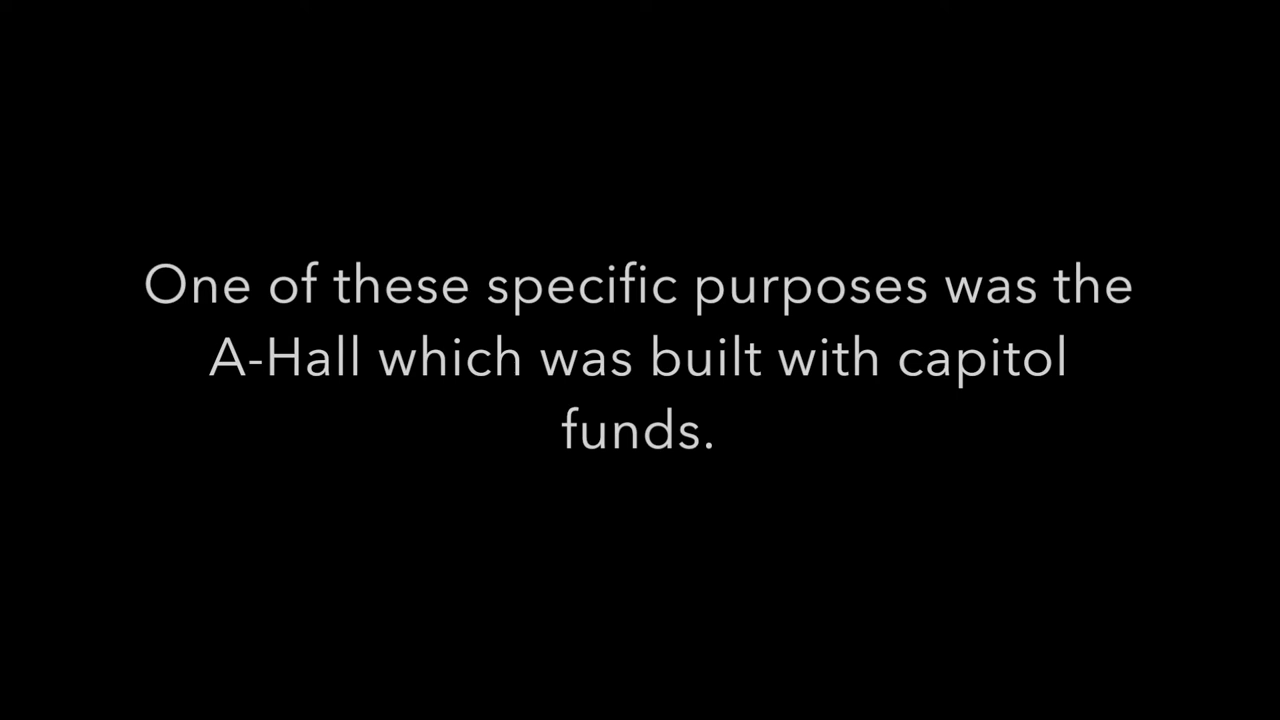 One of these specific purposes was the
A-Hall which was built with capitol
funds.